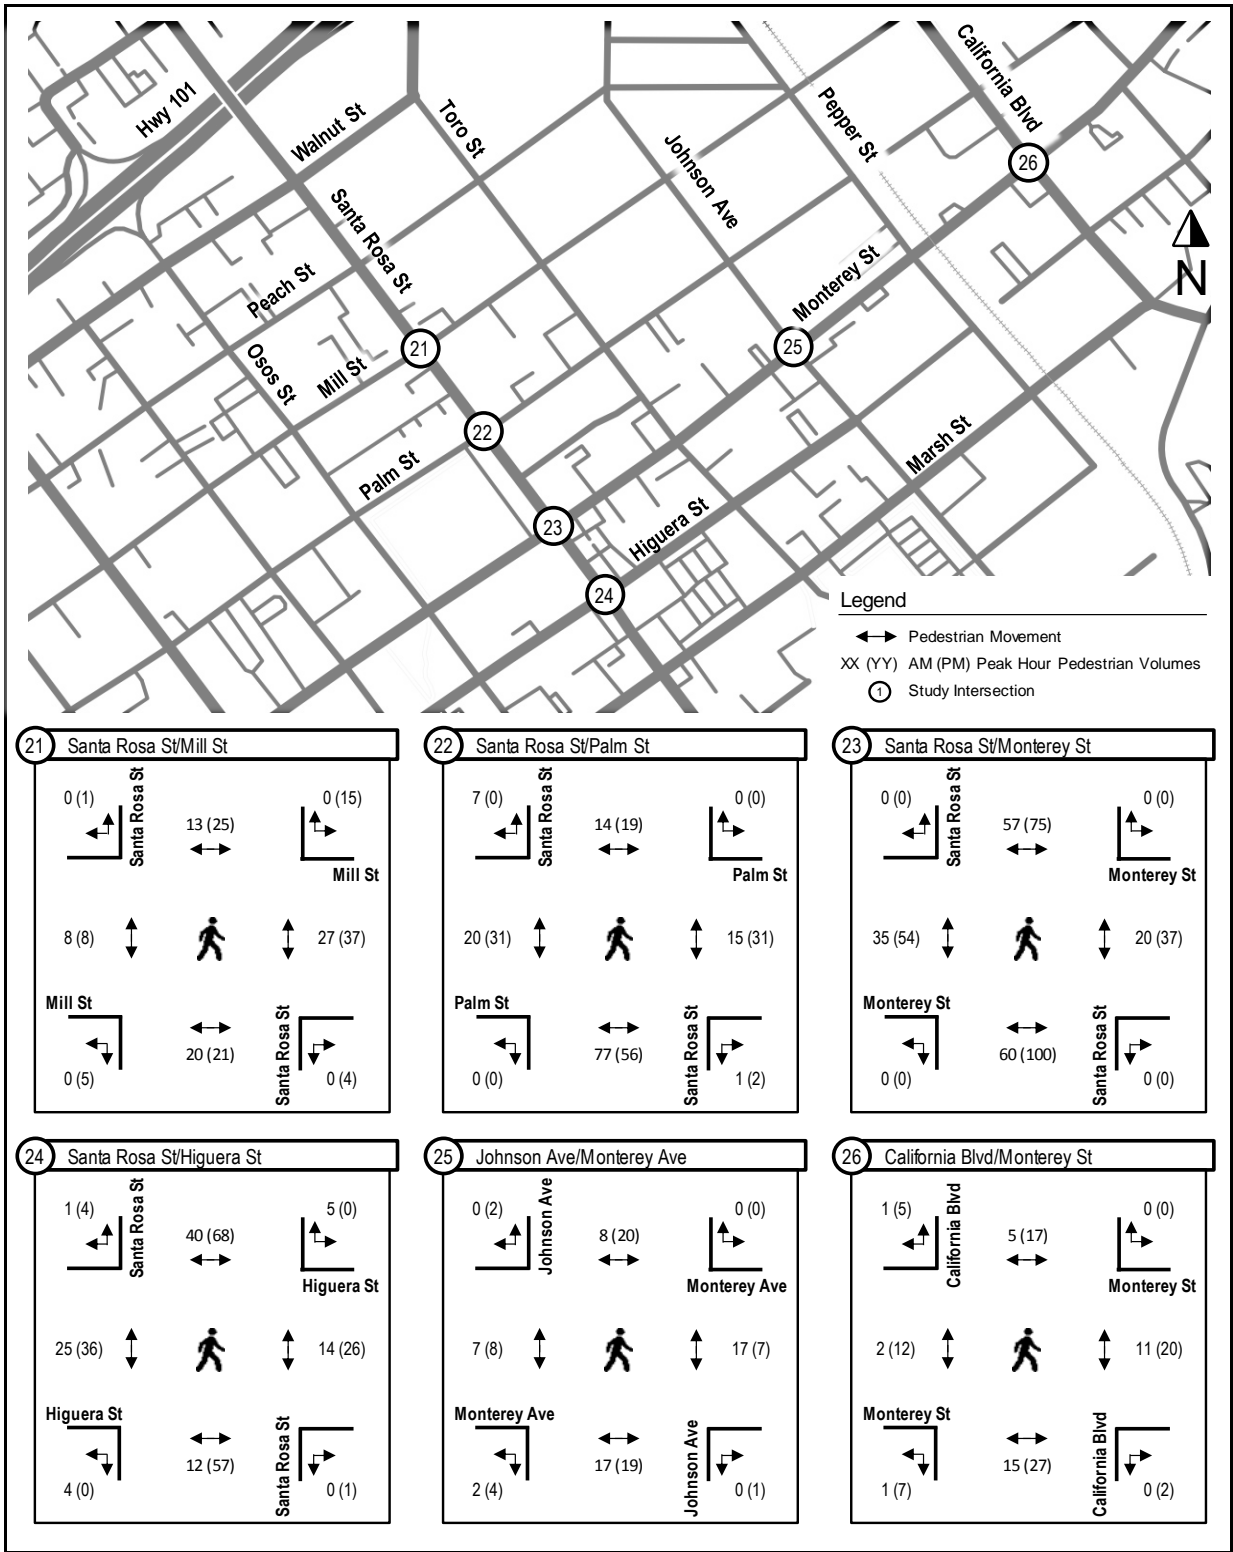 Hwy 101
Walnut St
Toro St
Santa Rosa St
Peach St
Osos St
Mill St
Palm St
Johnson Ave
Pepper St
California Blvd
Monterey St
Higuera St
Marsh St
21
22
23
24
25
26
N
Legend
Pedestrian Movement
XX (YY) AM (PM) Peak Hour Pedestrian Volumes
1 Study Intersection
21 Santa Rosa St/Mill St
0 (1)
Santa Rosa St
13 (25)
0 (15)
Mill St
8 (8)
27 (37)
Mill St
20 (21)
Santa Rosa St
0 (5)
0 (4)
22 Santa Rosa St/Palm St
7 (0)
Santa Rosa St
14 (19)
0 (0)
Palm St
20 (31)
15 (31)
Palm St
77 (56)
Santa Rosa St
0 (0)
1 (2)
23 Santa Rosa St/Monterey St
0 (0)
Santa Rosa St
57 (75)
0 (0)
Monterey St
35 (54)
20 (37)
Monterey St
60 (100)
Santa Rosa St
0 (0)
0 (0)
24 Santa Rosa St/Higuera St
1 (4)
Santa Rosa St
40 (68)
5 (0)
Higuera St
25 (36)
14 (26)
Higuera St
12 (57)
Santa Rosa St
4 (0)
0 (1)
25 Johnson Ave/Monterey Ave
0 (2)
Johnson Ave
8 (20)
0 (0)
Monterey Ave
7 (8)
17 (7)
Monterey Ave
17 (19)
Johnson Ave
2 (4)
0 (1)
26 California Blvd/Monterey St
1 (5)
California Blvd
5 (17)
0 (0)
Monterey St
2 (12)
11 (20)
Monterey St
15 (27)
California Blvd
1 (7)
0 (2)